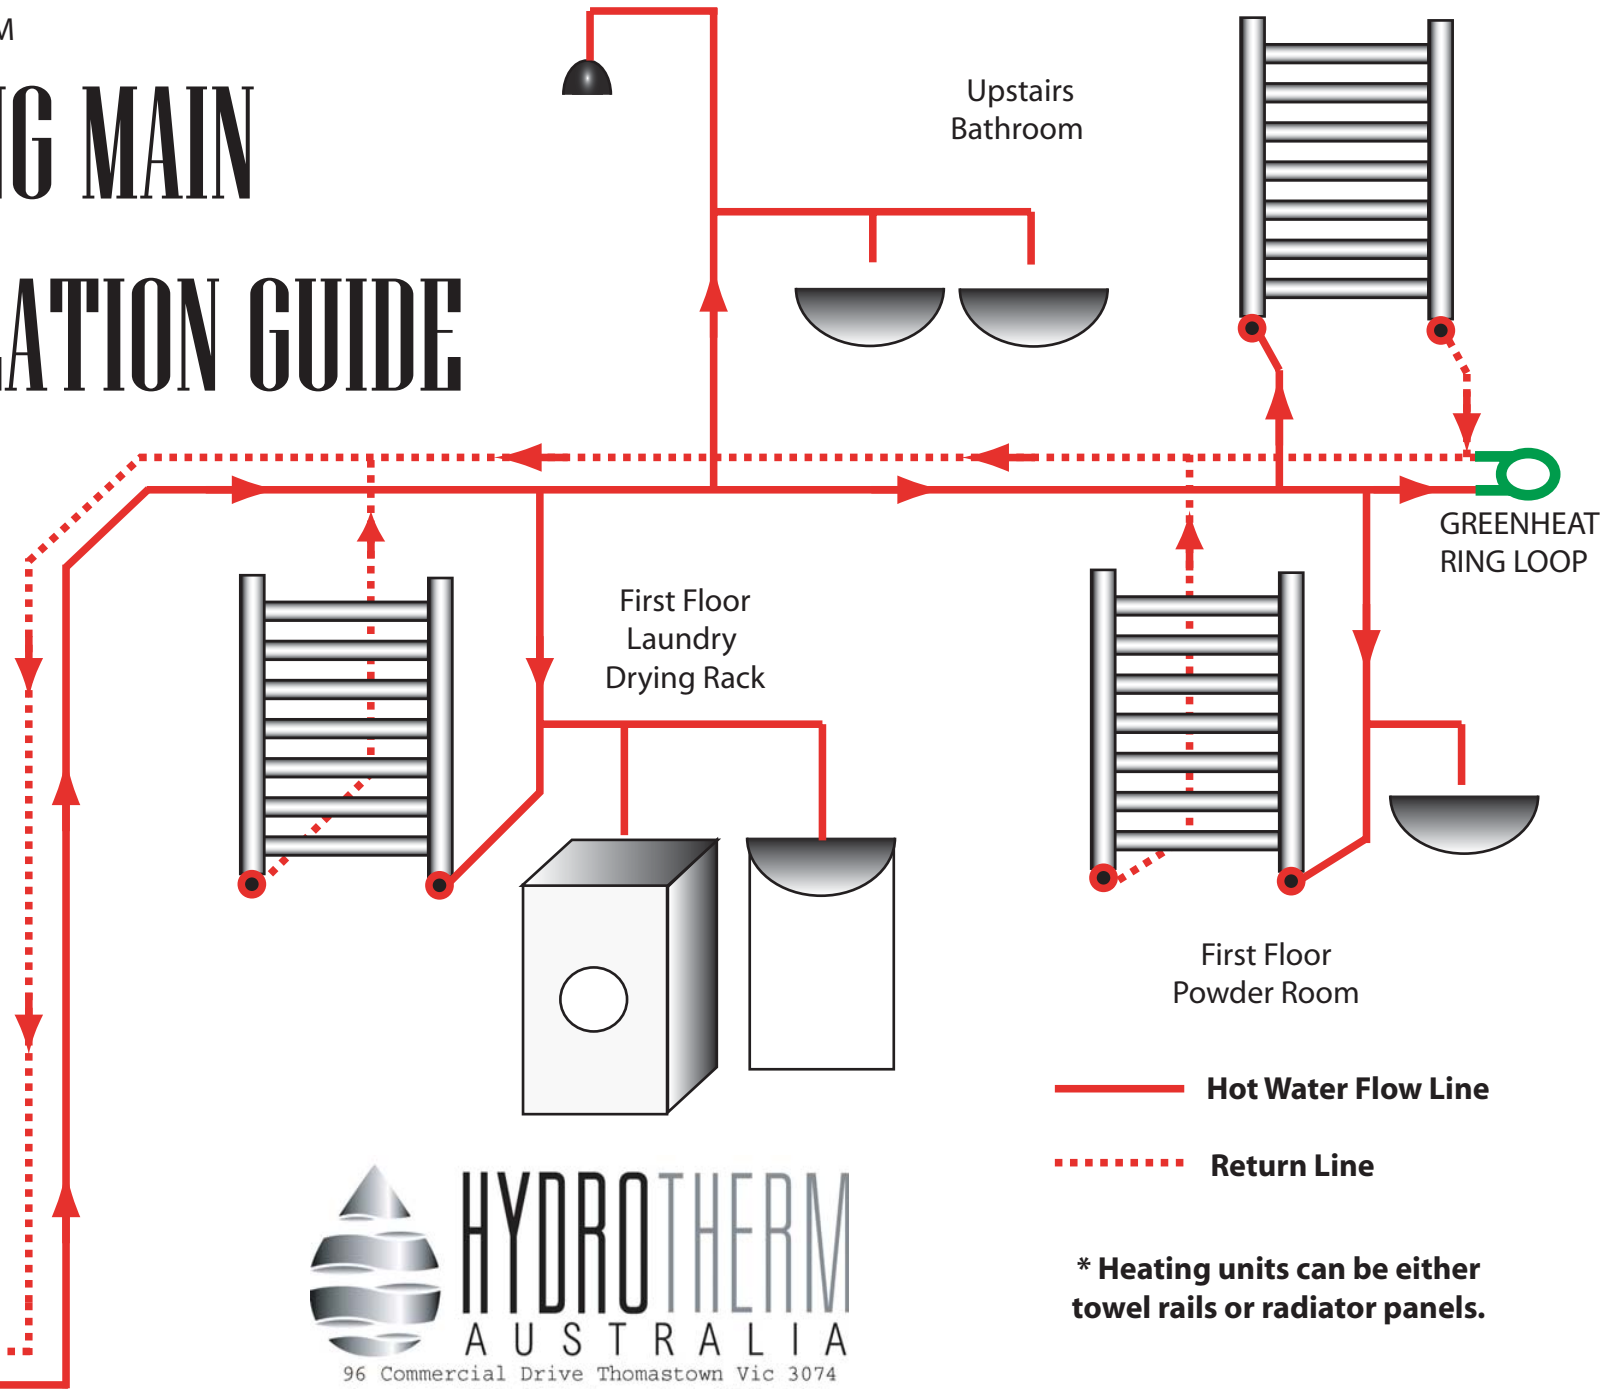 M
NG MAIN
LATION GUIDE
Upstairs
Bathroom
GREENHEAT
RING LOOP
First Floor
Laundry
Drying Rack
First Floor
Powder Room
Hot Water Flow Line
Return Line
* Heating units can be either
towel rails or radiator panels.
HYDROTHERM
AUSTRALIA
96 Commercial Drive Thomastown Vic 3074